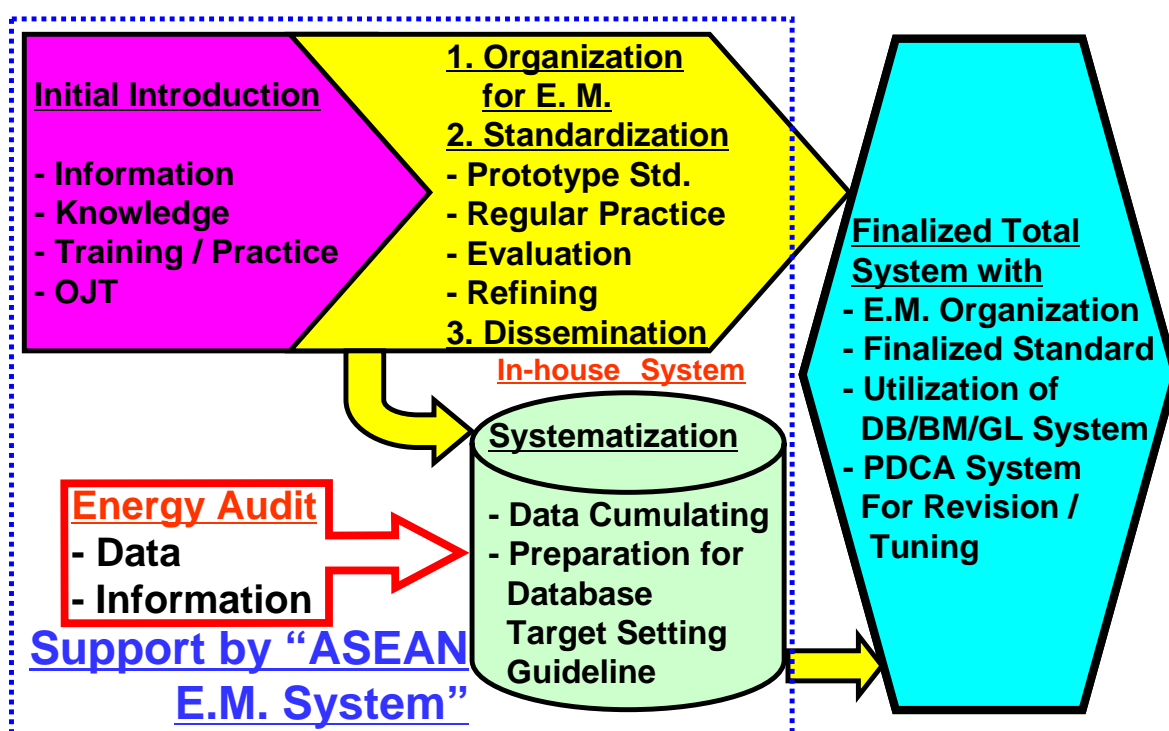 Initial Introduction
- Information
- Knowledge
- Training / Practice
- OJT
1. Organization
for E. M.
2. Standardization
- Prototype Std.
- Regular Practice
- Evaluation
- Refining
3. Dissemination
In-house System
Systematization
- Data Cumulating
- Preparation for
Database
Target Setting
Guideline
Energy Audit
- Data
- Information
Support by “ASEAN
E.M. System”
Finalized Total
System with
- E.M. Organization
- Finalized Standard
- Utilization of
DB/BM/GL System
- PDCA System
For Revision /
Tuning